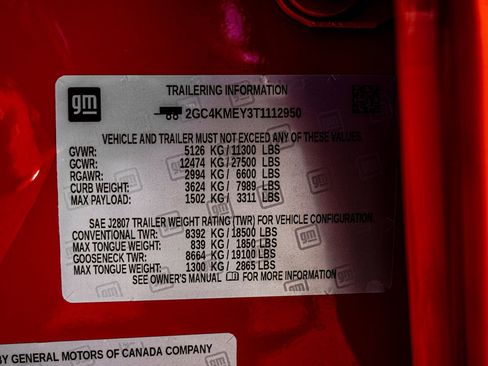 gm
TRAILERING INFORMATION
2GC4KMEY3T1112950
VEHICLE AND TRAILER MUST NOT EXCEED ANY OF THESE VALUES.
GVWR: 5126 KG/11300 LBS
GCWR: 12474 KG/27500 LBS
RGAWR: 2994 KG/ 6600 LBS
CURB WEIGHT: 3624 KG/ 7989 LBS
MAX PAYLOAD: 1502 KG/ 3311 LBS
SAE J2807 TRAILER WEIGHT RATING (TWR) FOR VEHICLE CONFIGURATION.
CONVENTIONAL TWR: 8392 KG/18500 LBS
MAX TONGUE WEIGHT: 839 KG/ 1850 LBS
GOOSENECK TWR: 8664 KG/19100 LBS
MAX TONGUE WEIGHT: 1300 KG/ 2865 LBS
SEE OWNER'S MANUAL FOR MORE INFORMATION
BY GENERAL MOTORS OF CANADA COMPANY